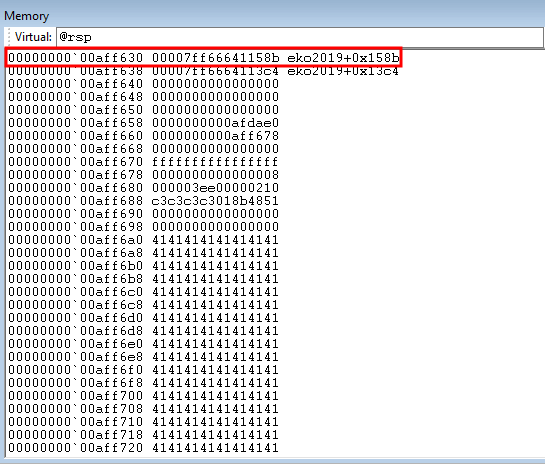 Memory
Virtual: @rsp
00000000`00aff630 00007ff66641158b eko2019+0x158b
00000000`00aff638 00007ff6664113c4 eko2019+0x13c4
00000000`00aff640 0000000000000000
00000000`00aff648 0000000000000000
00000000`00aff650 0000000000000000
00000000`00aff658 0000000000afdae0
00000000`00aff660 0000000000aff678
00000000`00aff668 0000000000000000
00000000`00aff670 ffffffffffffffff
00000000`00aff678 0000000000000008
00000000`00aff680 000003ee00000210
00000000`00aff688 c3c3c3c3018b4851
00000000`00aff690 0000000000000000
00000000`00aff698 0000000000000000
00000000`00aff6a0 4141414141414141
00000000`00aff6a8 4141414141414141
00000000`00aff6b0 4141414141414141
00000000`00aff6b8 4141414141414141
00000000`00aff6c0 4141414141414141
00000000`00aff6c8 4141414141414141
00000000`00aff6d0 4141414141414141
00000000`00aff6d8 4141414141414141
00000000`00aff6e0 4141414141414141
00000000`00aff6e8 4141414141414141
00000000`00aff6f0 4141414141414141
00000000`00aff6f8 4141414141414141
00000000`00aff700 4141414141414141
00000000`00aff708 4141414141414141
00000000`00aff710 4141414141414141
00000000`00aff718 4141414141414141
00000000`00aff720 4141414141414141